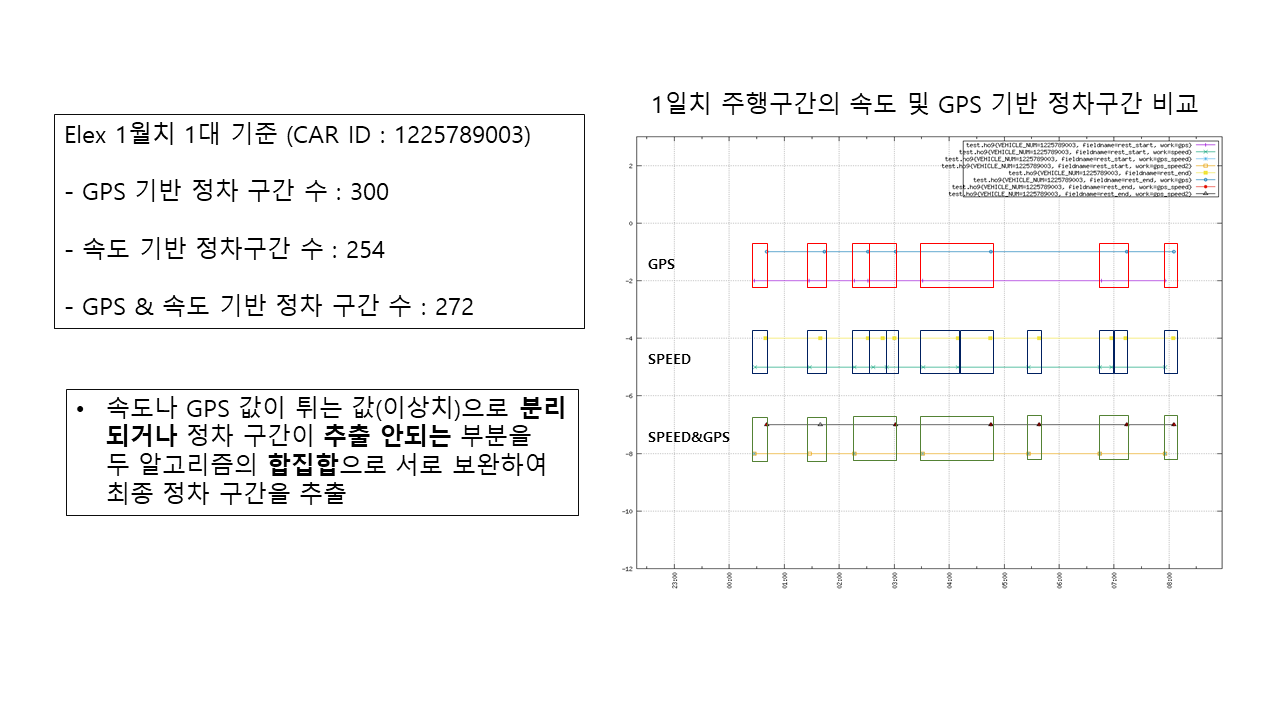 1일치 주행구간의 속도 및 GPS 기반 정차구간 비교
Elex 1월치 1대 기준 (CAR ID : 1225789003)
- GPS 기반 정차 구간 수 : 300
- 속도 기반 정차구간 수 : 254
- GPS & 속도 기반 정차 구간 수 : 272
• 속도나 GPS 값이 튀는 값(이상치)으로 분리
되거나 정차 구간이 추출 안되는 부분을
두 알고리즘의 합집합으로 서로 보완하여
최종 정차 구간을 추출
test.ho9{VEHICLE_NUM=1225789003, fieldname=rest_start, work=gps}
test.ho9{VEHICLE_NUM=1225789003, fieldname=rest_start, work=speed}
test.ho9{VEHICLE_NUM=1225789003, fieldname=rest_start, work=gps_speed}
test.ho9{VEHICLE_NUM=1225789003, fieldname=rest_start, work=gps_speed2}
test.ho9{VEHICLE_NUM=1225789003, fieldname=rest_end}
test.ho9{VEHICLE_NUM=1225789003, fieldname=rest_end, work=gps}
test.ho9{VEHICLE_NUM=1225789003, fieldname=rest_end, work=gps_speed}
test.ho9{VEHICLE_NUM=1225789003, fieldname=rest_end, work=gps_speed2}
2
0
GPS
-2
-4
SPEED
-6
SPEED&GPS
-8
-10
-12
23:00
00:00
01:00
02:00
03:00
04:00
05:00
06:00
07:00
08:00